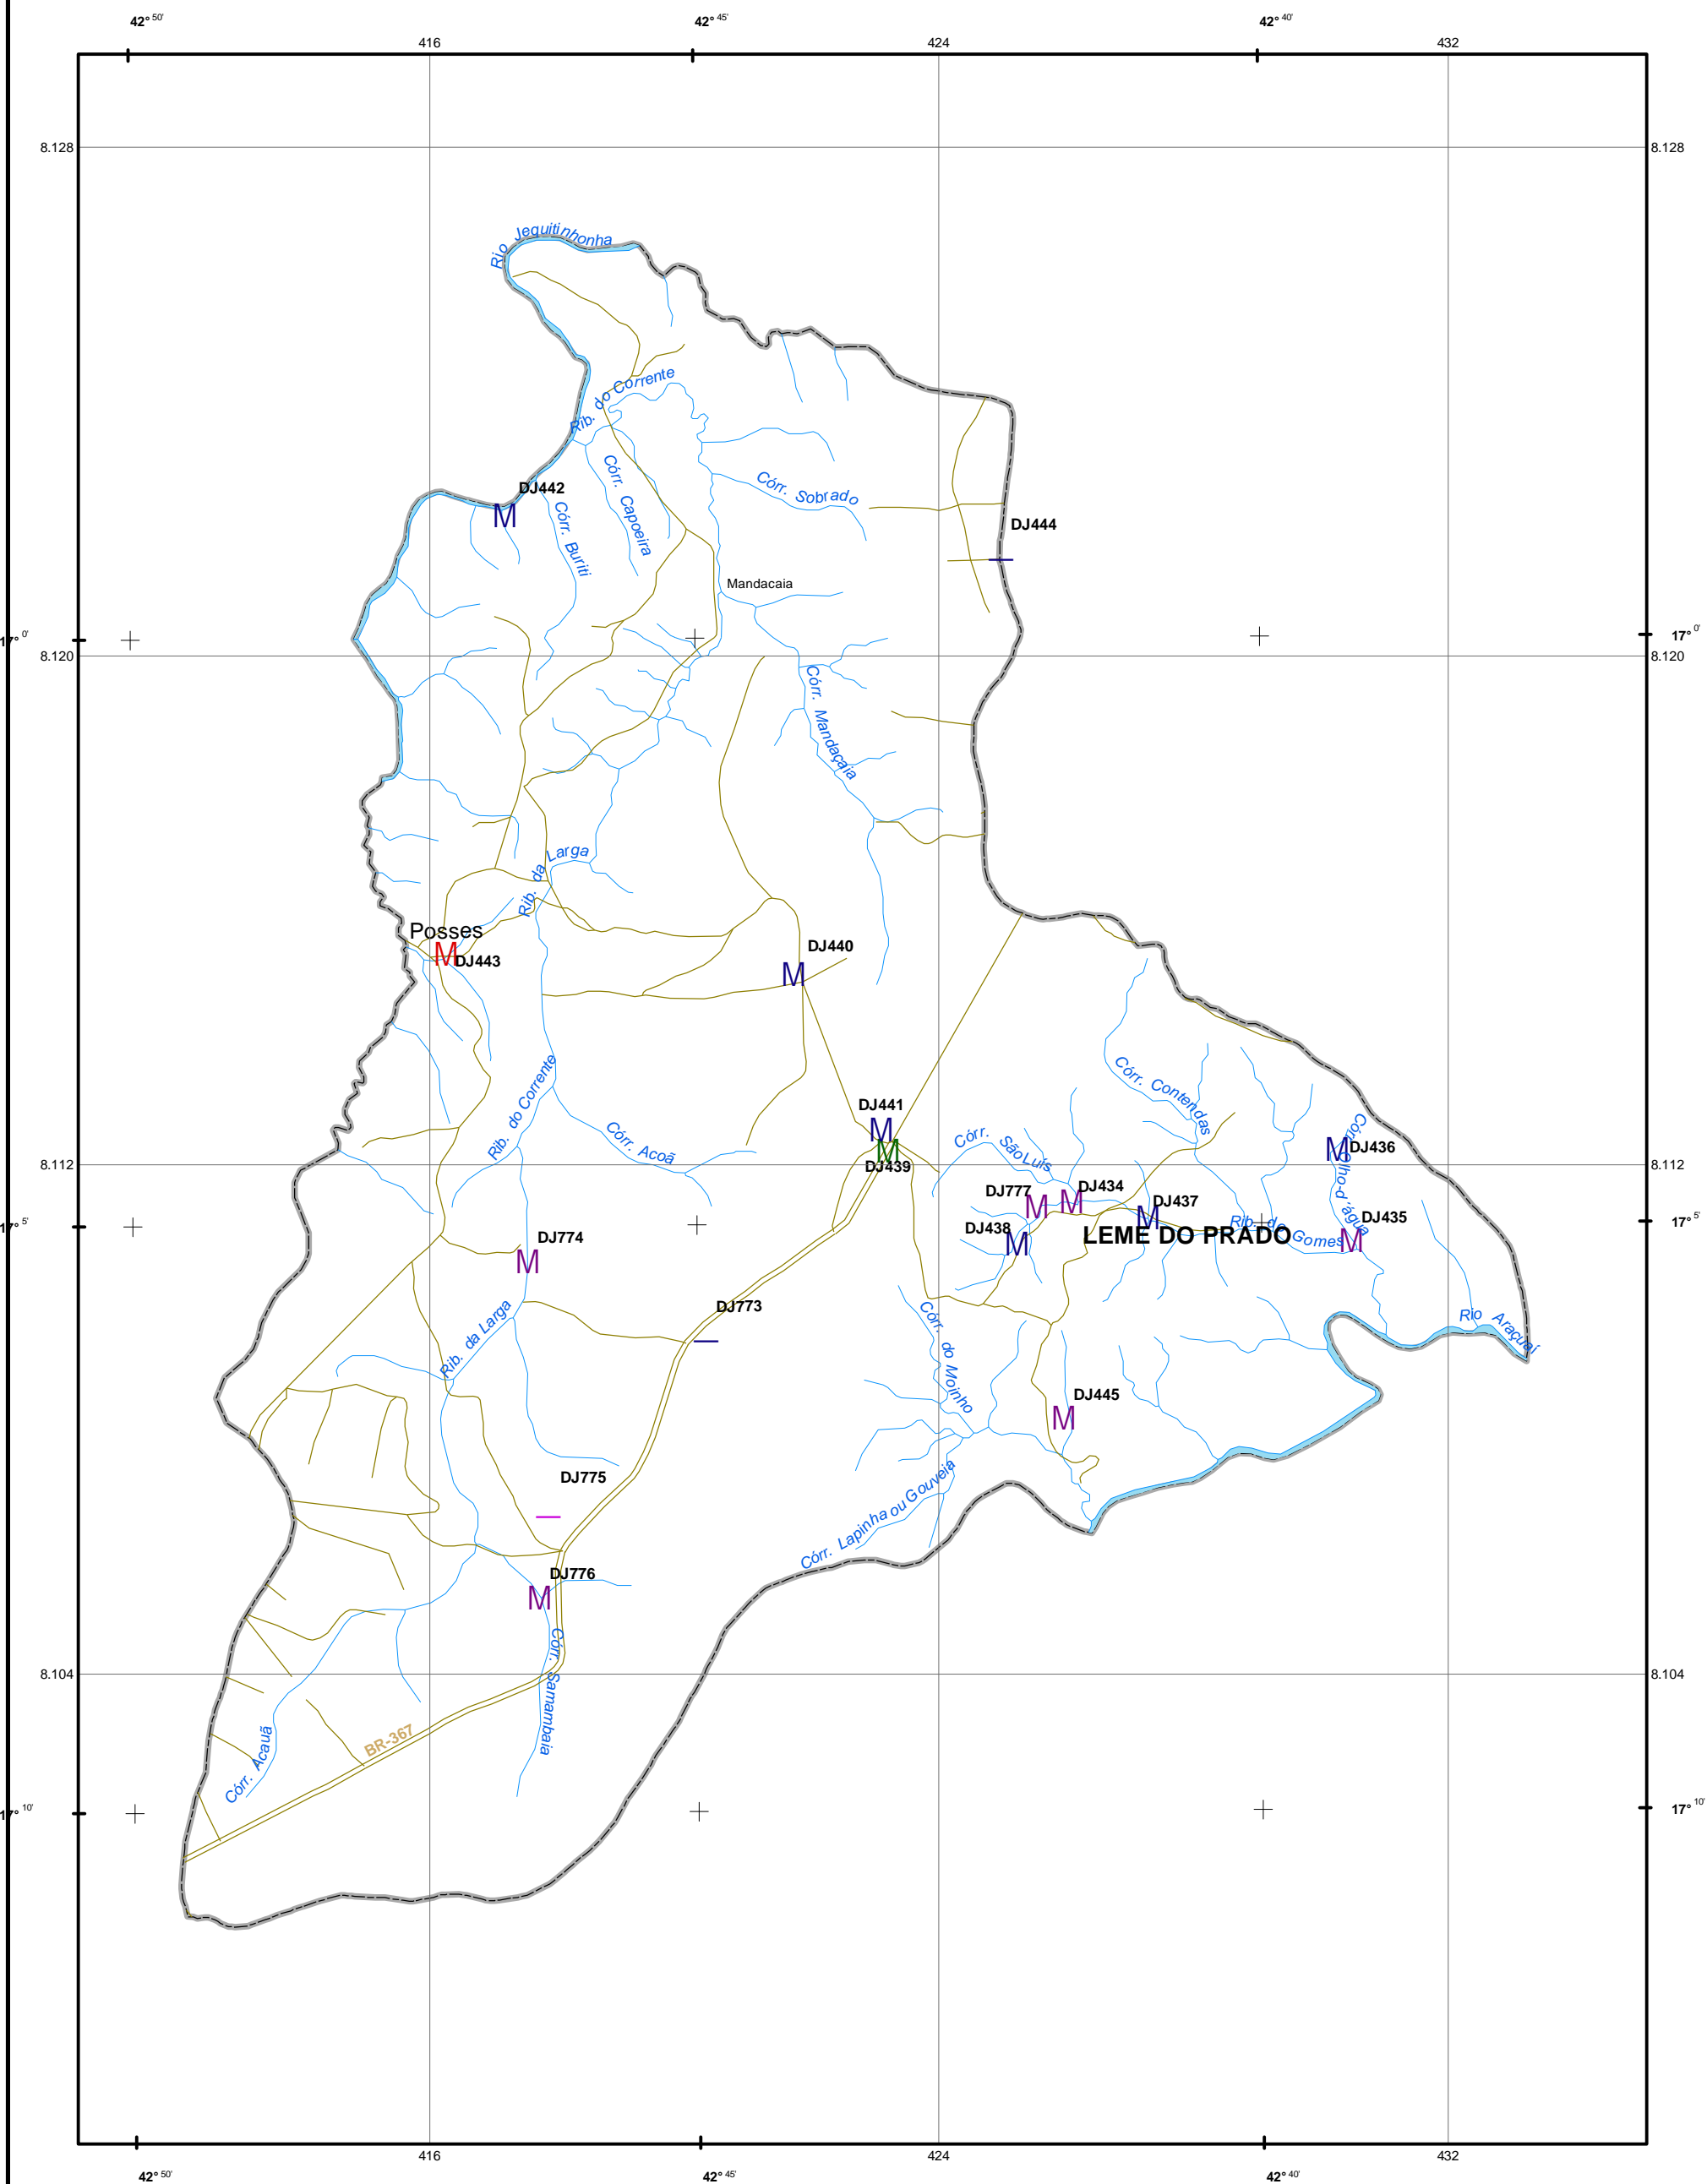 42° 50' 42° 45' 42° 40'
416 424 432
8.128 8.128
Rio Jequitinhonha
Rib. do Corrente
Córr. Capoeira
Córr. Sobrado
DJ442
Córr. Buriti
DJ444
Mandacaia
17° 0' 17° 0'
8.120 8.120
Córr. Mandaçaia
Rib. da Larga
Posses
M
DJ443
DJ440
M
Rib. do Corrente
Córr. Contendas
DJ441
M
Córr. Acoã
Córr. São Luís
M
DJ439
M DJ436
olho-d'água
8.112 8.112
DJ777 M
M DJ434
DJ437
M
DJ435
M
17° 5' 17° 5'
DJ438
M
LEME DO PRADO
Rib. do Gomes
DJ774
M
DJ773
Rib. da Larga
Córr. do Moinho
Rio Araçuaí
DJ445
M
DJ775
Córr. Lapinha ou Gouveia
DJ776
M
Córr. Samambaia
8.104 8.104
BR-367
Córr. Acauã
17° 10' 17° 10'
416 424 432
42° 50' 42° 45' 42° 40'